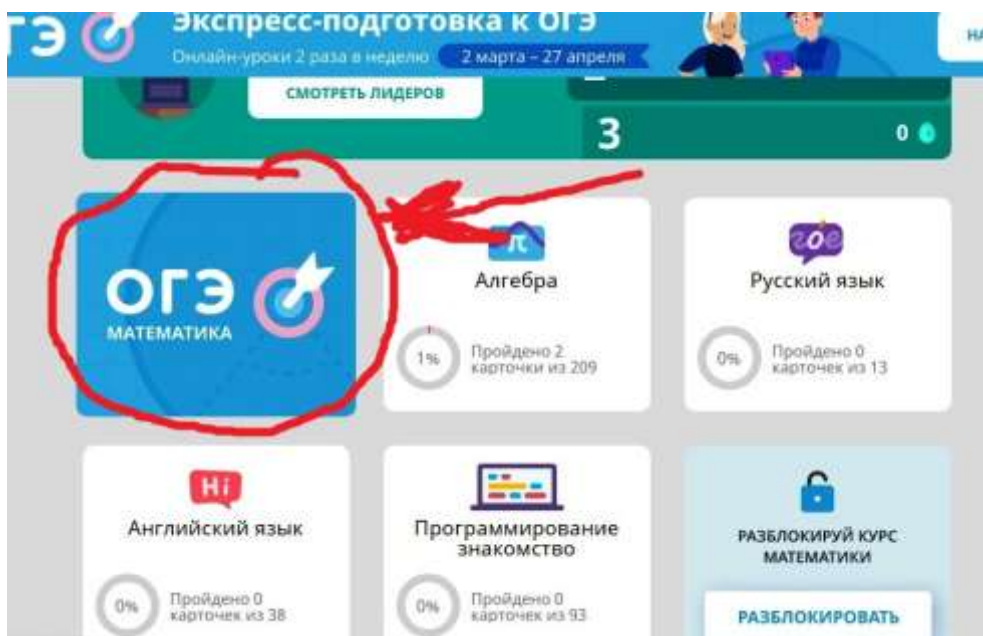 ГЭ
Экспресс-подготовка к ОГЭ
Онлайн-уроки 2 раза в неделю
2 марта – 27 апреля
СМОТРЕТЬ ЛИДЕРОВ
3
0
ОГЭ
МАТЕМАТИКА
π
Алгебра
1%
Пройдено 2
карточки из 209
Русский язык
0%
Пройдено 0
карточек из 13
Hi
Английский язык
0%
Пройдено 0
карточек из 38
Программирование
знакомство
0%
Пройдено 0
карточек из 93
РАЗБЛОКИРУЙ КУРС
МАТЕМАТИКИ
РАЗБЛОКИРОВАТЬ